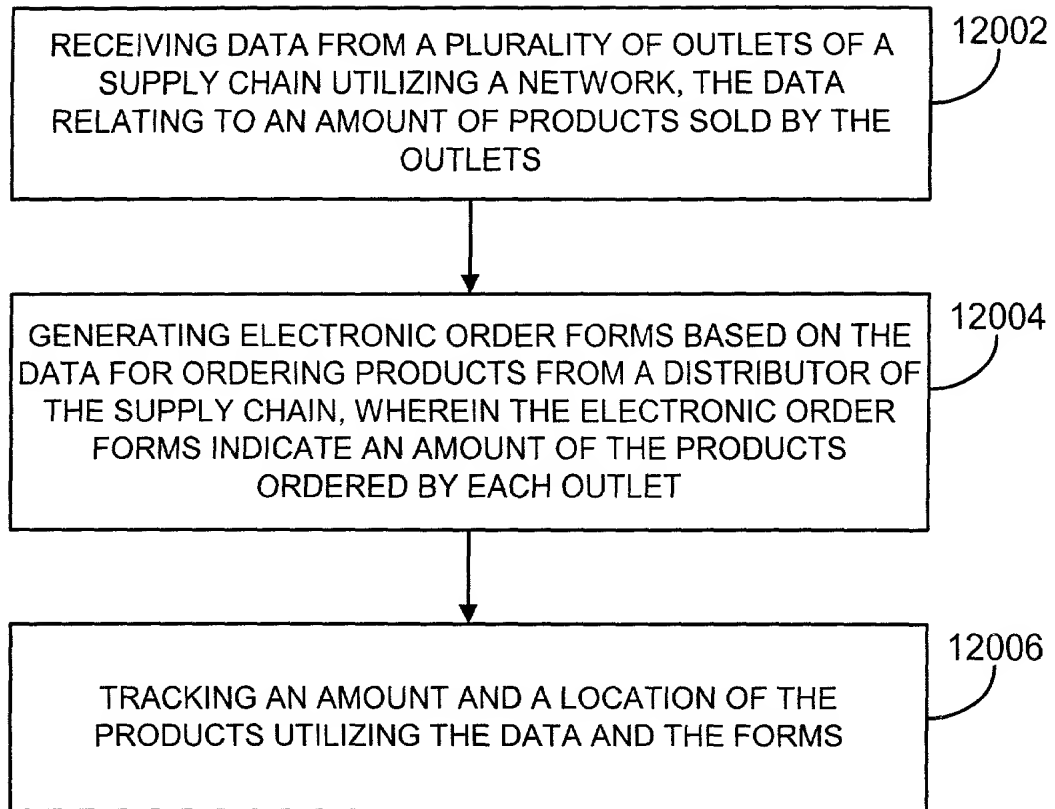 RECEIVING DATA FROM A PLURALITY OF OUTLETS OF A
SUPPLY CHAIN UTILIZING A NETWORK, THE DATA
RELATING TO AN AMOUNT OF PRODUCTS SOLD BY THE
OUTLETS
12002
GENERATING ELECTRONIC ORDER FORMS BASED ON THE
DATA FOR ORDERING PRODUCTS FROM A DISTRIBUTOR OF
THE SUPPLY CHAIN, WHEREIN THE ELECTRONIC ORDER
FORMS INDICATE AN AMOUNT OF THE PRODUCTS
ORDERED BY EACH OUTLET
12004
TRACKING AN AMOUNT AND A LOCATION OF THE
PRODUCTS UTILIZING THE DATA AND THE FORMS
12006